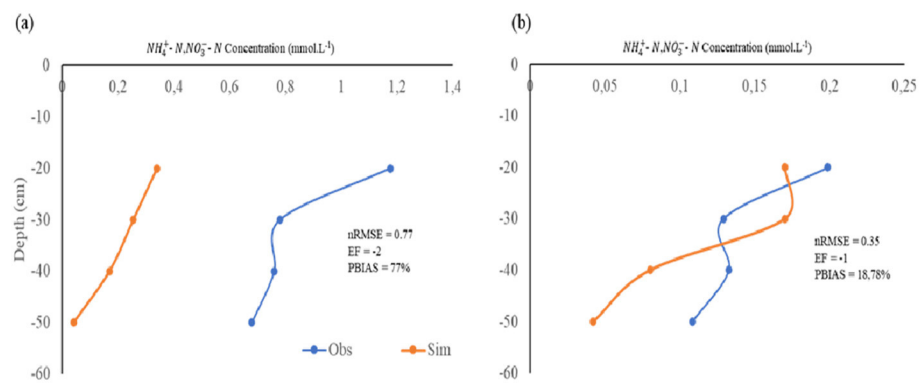 (a)
NH₄⁺- N,NO₃⁻- N Concentration (mmol.L⁻¹)
0 0,2 0,4 0,6 0,8 1 1,2 1,4
0
-10
-20
-30
-40
-50
-60
Depth (cm)
nRMSE = 0.77
EF = -2
PBIAS = 77%
Obs Sim
(b)
NH₄⁺- N,NO₃⁻- N Concentration (mmol.L⁻¹)
0 0,05 0,1 0,15 0,2 0,25
0
-10
-20
-30
-40
-50
-60
nRMSE = 0.35
EF = -1
PBIAS = 18,78%